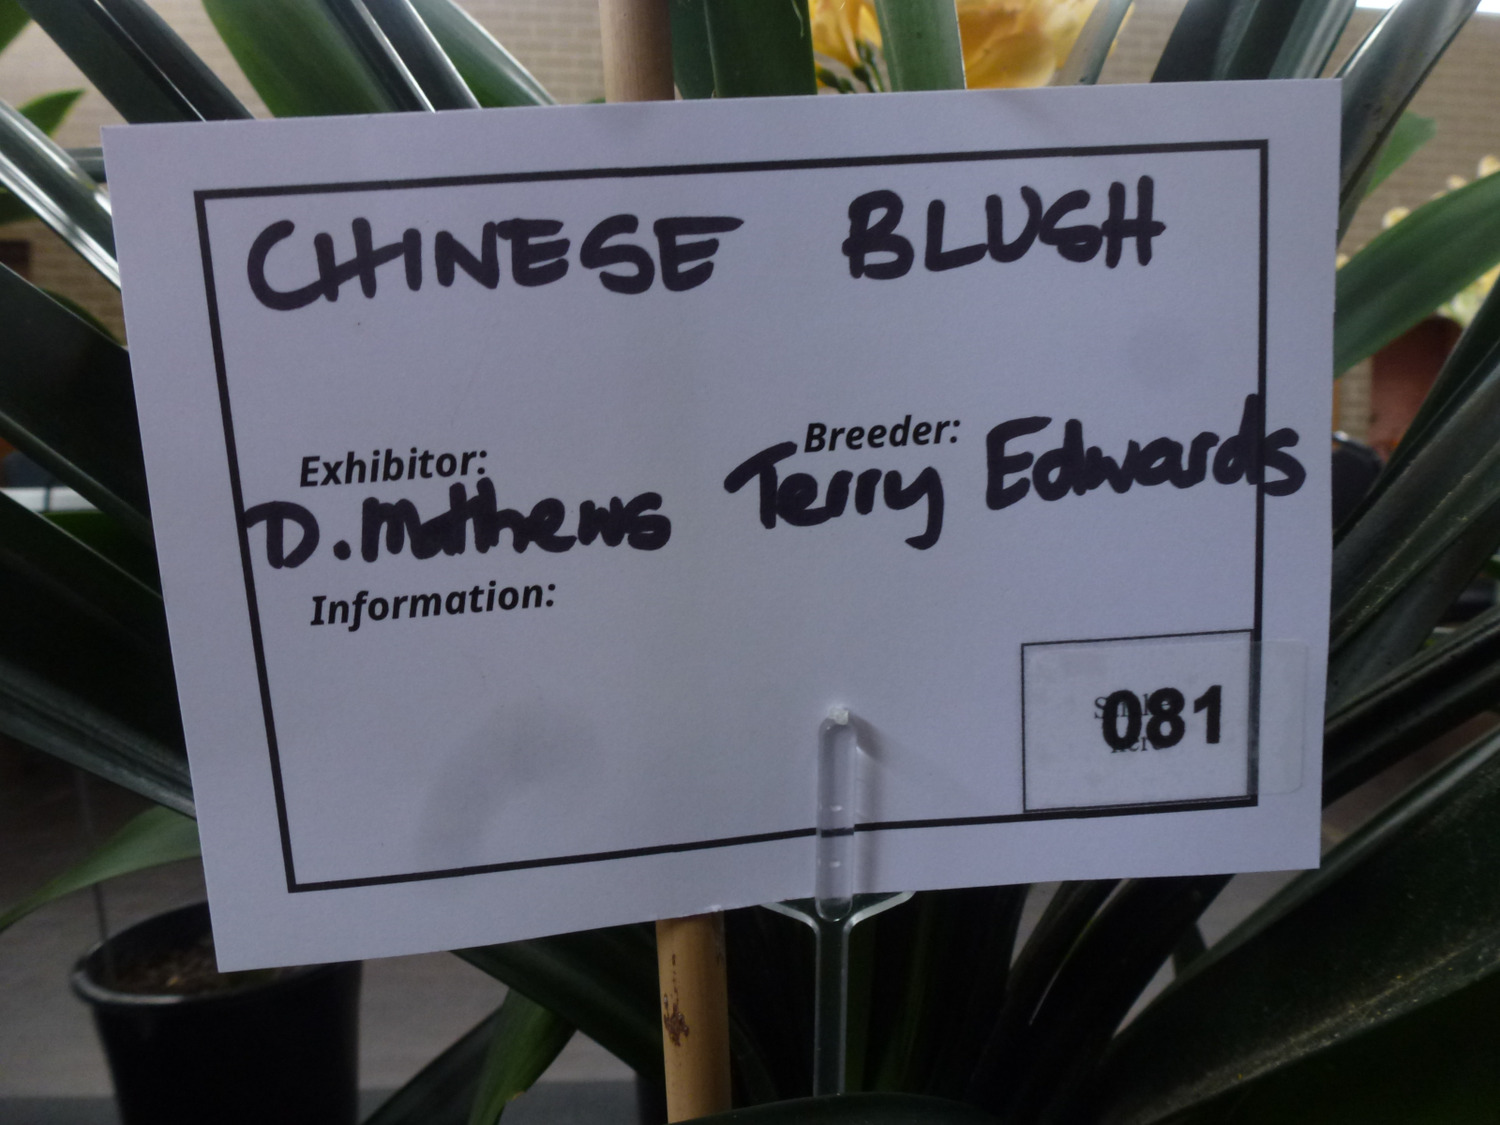 CHINESE BLUSH
Exhibitor: Breeder:
D. Mathews Terry Edwards
Information:
081